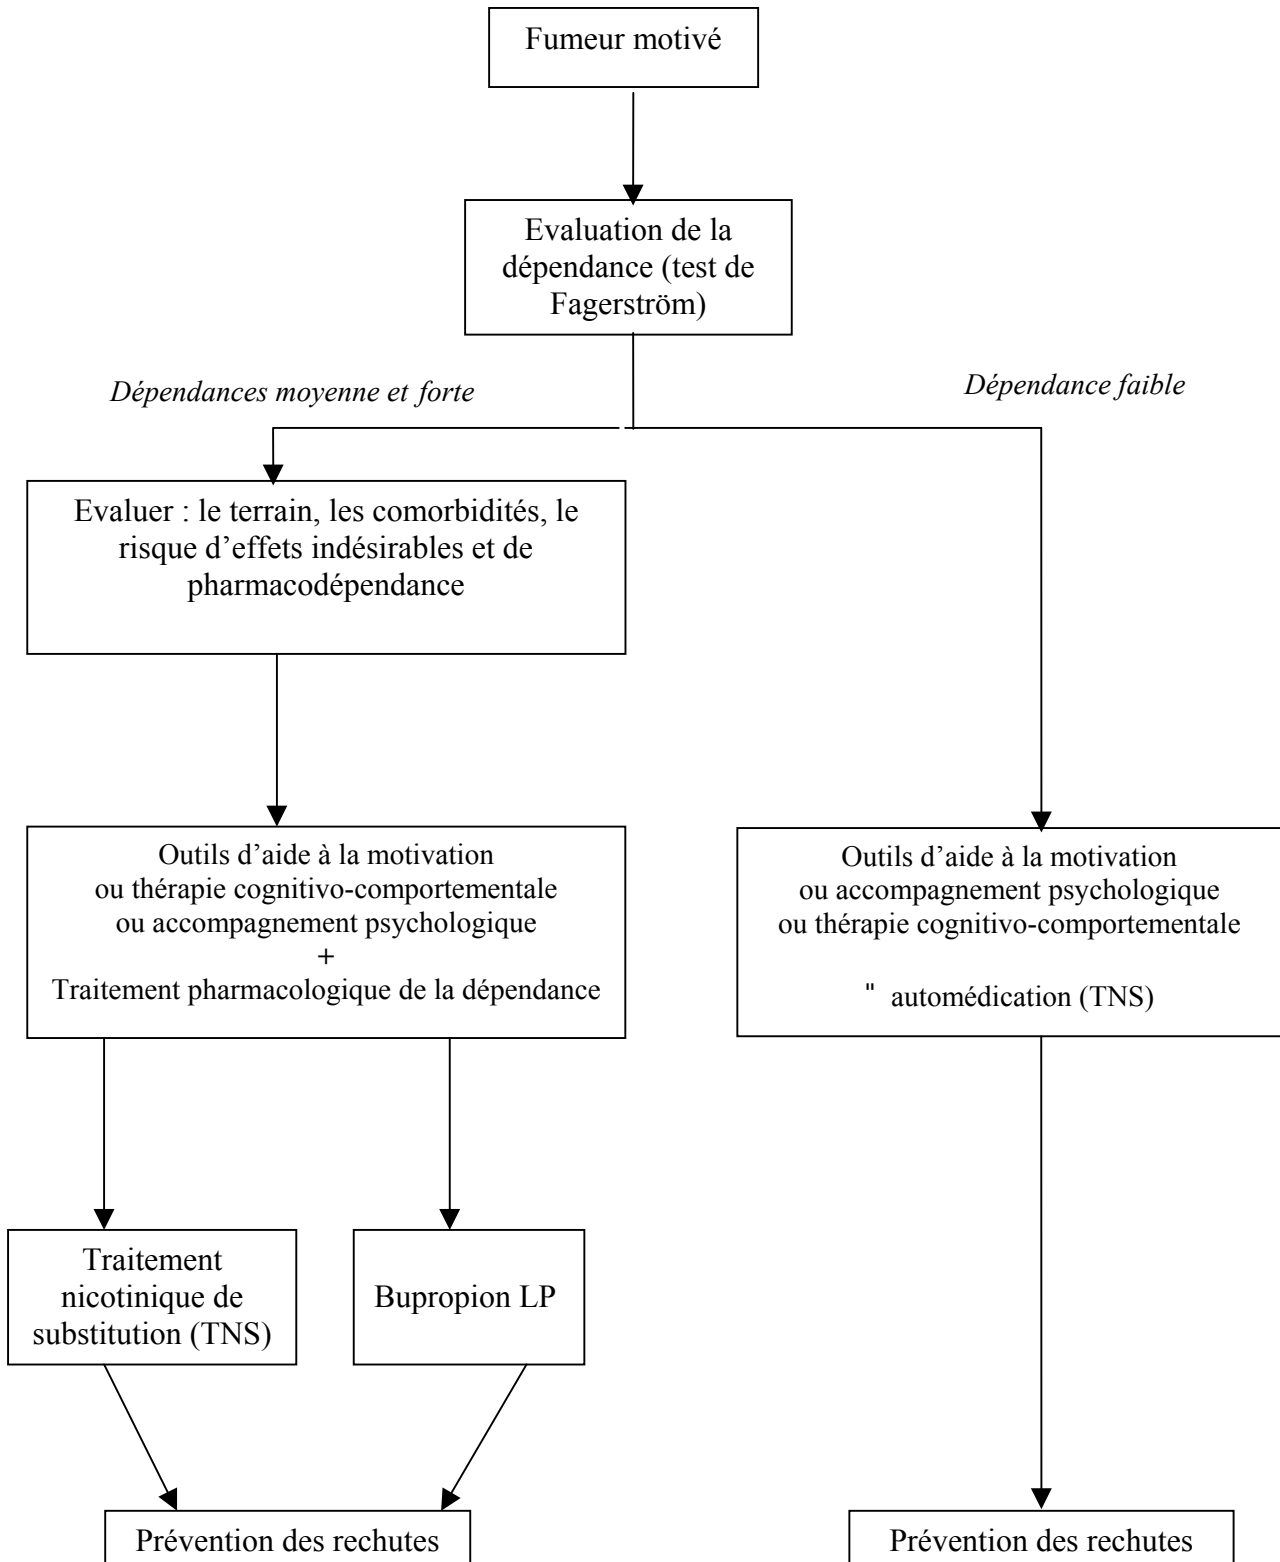 Fumeur motivé
Evaluation de la
dépendance (test de
Fagerström)
Dépendances moyenne et forte
Dépendance faible
Evaluer : le terrain, les comorbidités, le
risque d’effets indésirables et de
pharmacodépendance
Outils d’aide à la motivation
ou thérapie cognitivo-comportementale
ou accompagnement psychologique
+
Traitement pharmacologique de la dépendance
Outils d’aide à la motivation
ou accompagnement psychologique
ou thérapie cognitivo-comportementale
" automédication (TNS)
Traitement
nicotinique de
substitution (TNS)
Bupropion LP
Prévention des rechutes
Prévention des rechutes